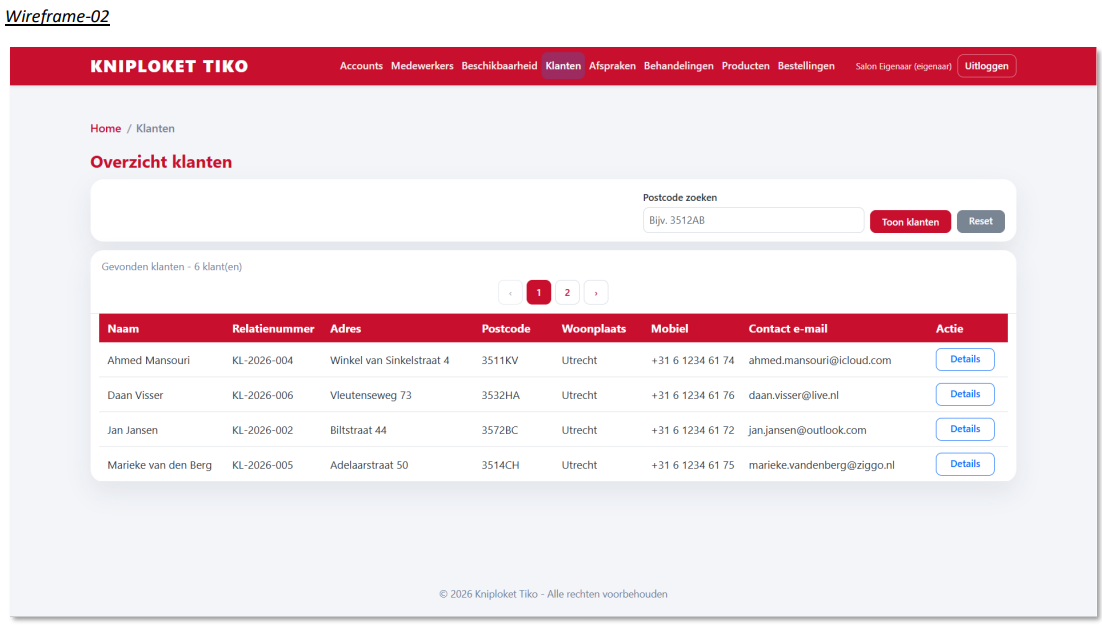 Wireframe-02
KNIPLOKET TIKO Accounts Medewerkers Beschikbaarheid Klanten Afspraken Behandelingen Producten Bestellingen Salon Eigenaar (eigenaar) Uitloggen
Home / Klanten
Overzicht klanten
Postcode zoeken
Bijv. 3512AB Toon klanten Reset
Gevonden klanten - 6 klant(en)
‹ 1 2 ›
Naam Relatienummer Adres Postcode Woonplaats Mobiel Contact e-mail Actie
Ahmed Mansouri KL-2026-004 Winkel van Sinkelstraat 4 3511KV Utrecht +31 6 1234 61 74 ahmed.mansouri@icloud.com Details
Daan Visser KL-2026-006 Vleutenseweg 73 3532HA Utrecht +31 6 1234 61 76 daan.visser@live.nl Details
Jan Jansen KL-2026-002 Biltstraat 44 3572BC Utrecht +31 6 1234 61 72 jan.jansen@outlook.com Details
Marieke van den Berg KL-2026-005 Adelaarstraat 50 3514CH Utrecht +31 6 1234 61 75 marieke.vandenberg@ziggo.nl Details
© 2026 Kniploket Tiko - Alle rechten voorbehouden